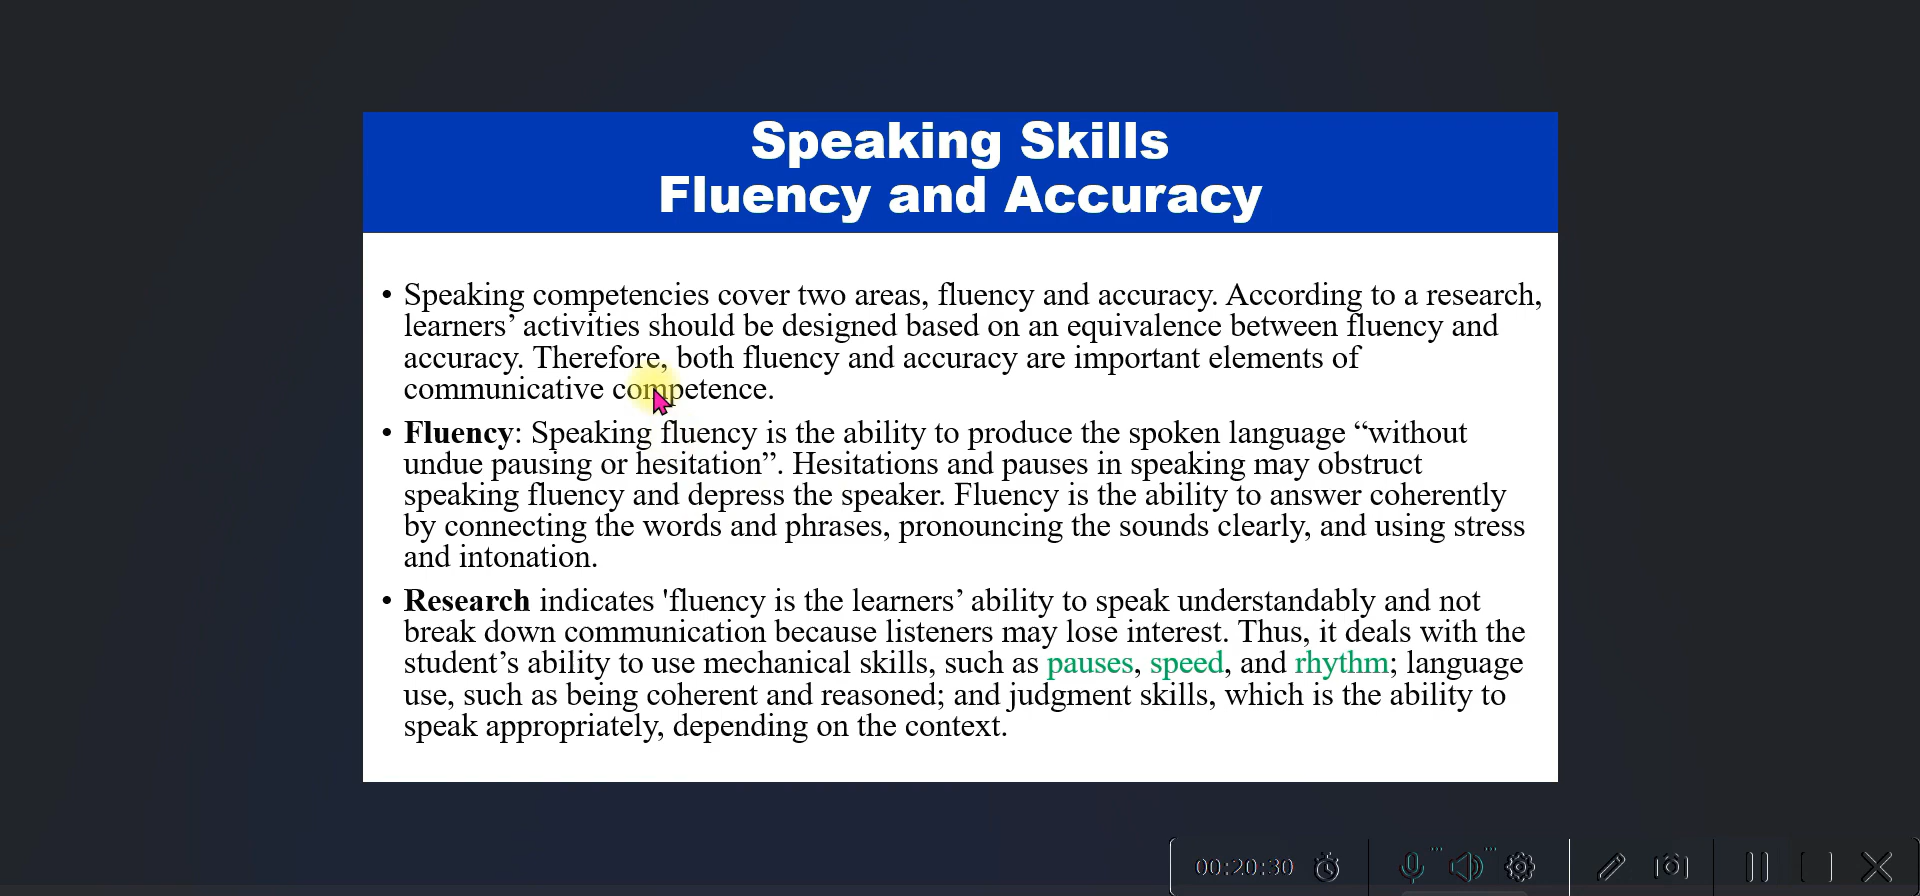 Speaking Skills
Fluency and Accuracy
• Speaking competencies cover two areas, fluency and accuracy. According to a research,
learners’ activities should be designed based on an equivalence between fluency and
accuracy. Therefore, both fluency and accuracy are important elements of
communicative competence.
• Fluency: Speaking fluency is the ability to produce the spoken language “without
undue pausing or hesitation”. Hesitations and pauses in speaking may obstruct
speaking fluency and depress the speaker. Fluency is the ability to answer coherently
by connecting the words and phrases, pronouncing the sounds clearly, and using stress
and intonation.
• Research indicates 'fluency is the learners’ ability to speak understandably and not
break down communication because listeners may lose interest. Thus, it deals with the
student’s ability to use mechanical skills, such as pauses, speed, and rhythm; language
use, such as being coherent and reasoned; and judgment skills, which is the ability to
speak appropriately, depending on the context.
00:20:30